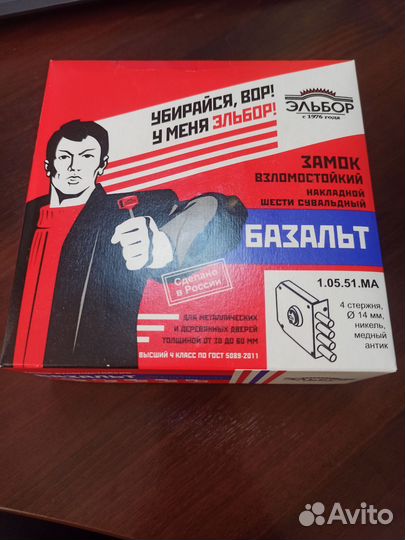 УБИРАЙСЯ, ВОР!
У МЕНЯ ЭЛЬБОР!
ЭЛЬБОР
с 1976 года
ЗАМОК
ВЗЛОМОСТОЙКИЙ
НАКЛАДНОЙ
ШЕСТИ СУВАЛЬДНЫЙ
БАЗАЛЬТ
Сделано
в России
1.05.51.МА
4 стержня,
Ø 14 мм,
никель,
медный
антик
ДЛЯ МЕТАЛЛИЧЕСКИХ
И ДЕРЕВЯННЫХ ДВЕРЕЙ
ТОЛЩИНОЙ ОТ 30 ДО 60 ММ
ВЫСШИЙ 4 КЛАСС ПО ГОСТ 5089-2011
БАЗАЛЬТ
Avito